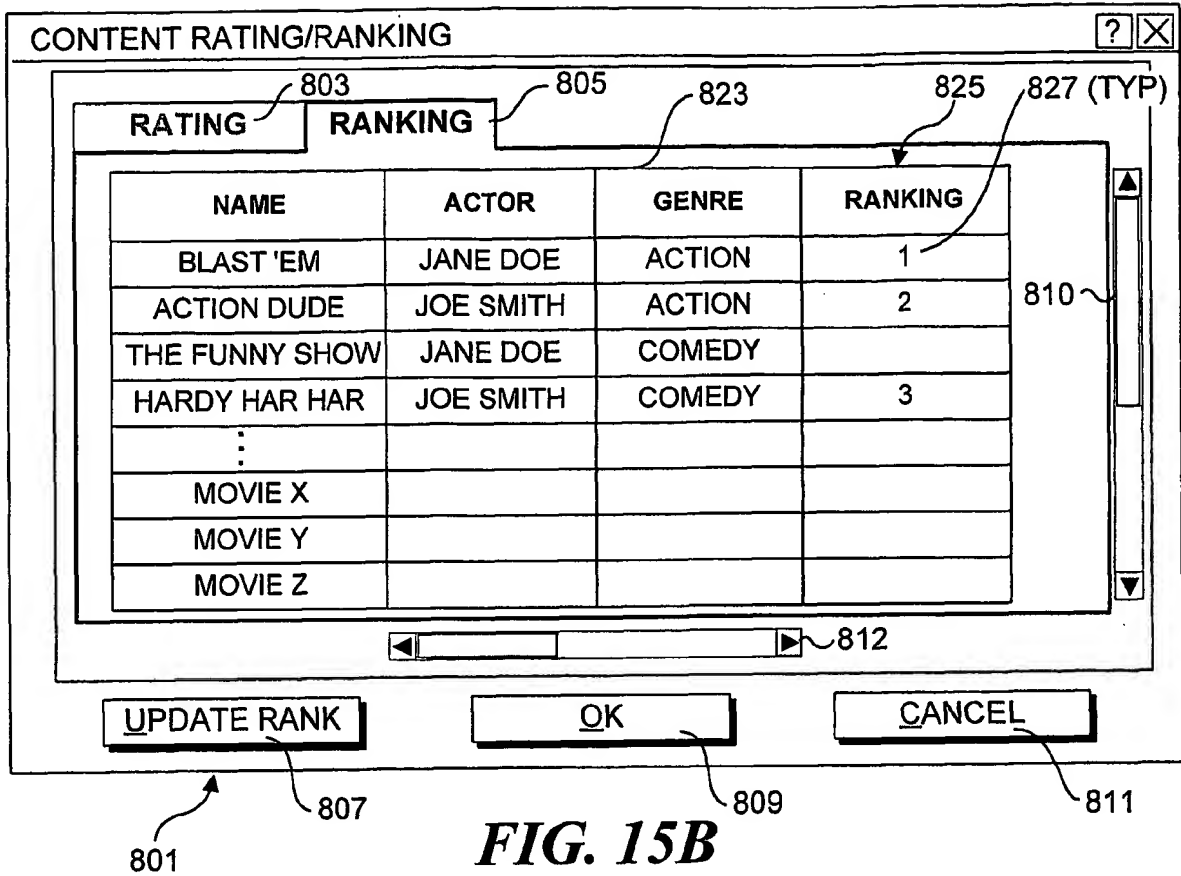 CONTENT RATING/RANKING ?
803 805 823 825 827 (TYP)
RATING RANKING
NAME ACTOR GENRE RANKING
BLAST 'EM JANE DOE ACTION 1
ACTION DUDE JOE SMITH ACTION 2
810
THE FUNNY SHOW JANE DOE COMEDY
HARDY HAR HAR JOE SMITH COMEDY 3
⋮
MOVIE X
MOVIE Y
MOVIE Z
812
UPDATE RANK OK CANCEL
807 809 811
801
FIG. 15B